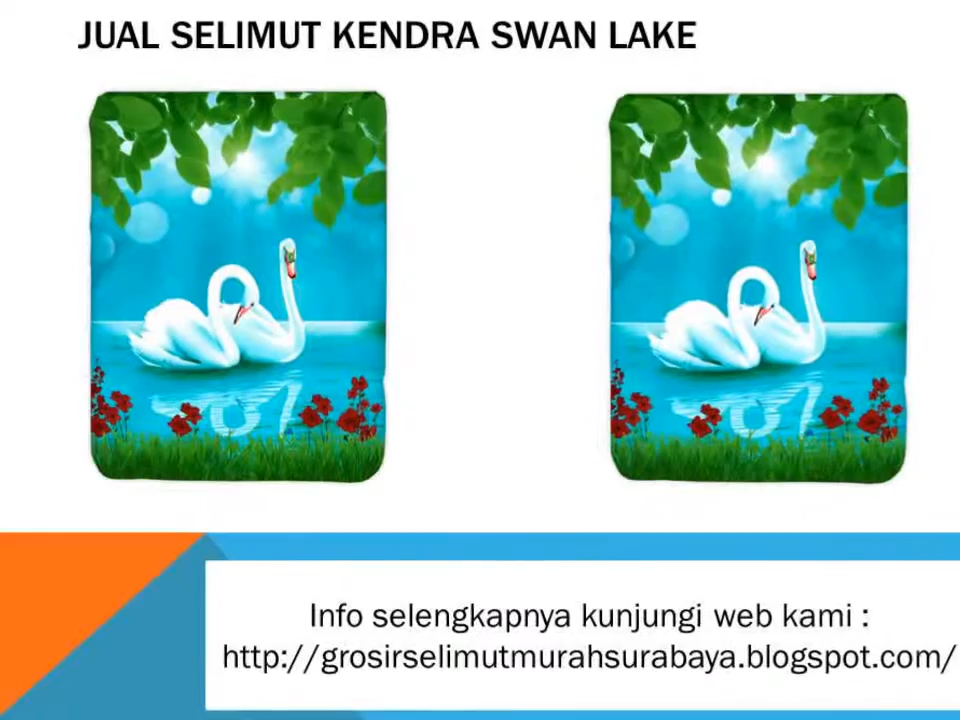 JUAL SELIMUT KENDRA SWAN LAKE
Info selengkapnya kunjungi web kami :
http://grosirselimutmurahsurabaya.blogspot.com/